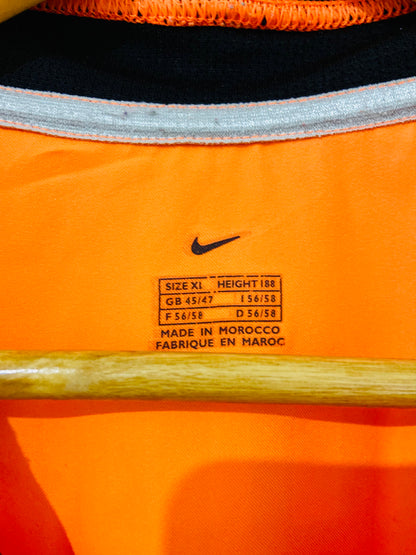 SIZE XL HEIGHT 188
GB 45/47 I 56/58
F 56/58 D 56/58
MADE IN MOROCCO
FABRIQUE EN MAROC